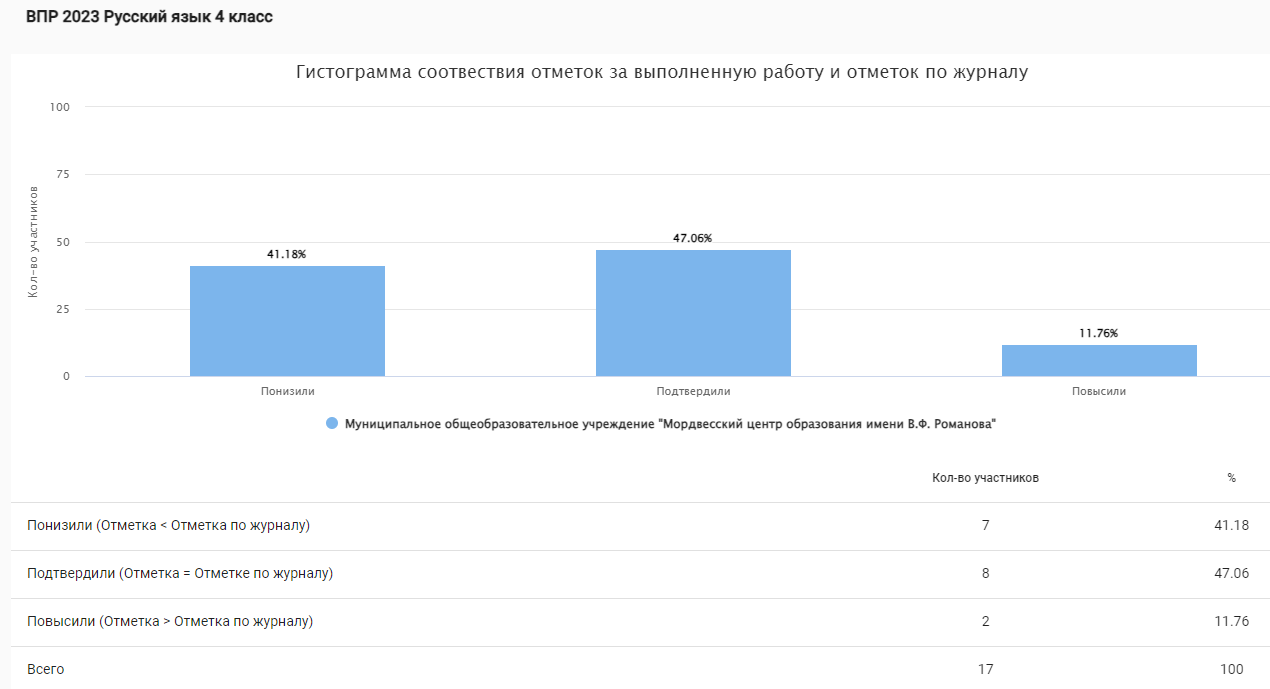 ВПР 2023 Русский язык 4 класс
Гистограмма соотвествия отметок за выполненную работу и отметок по журналу
100
75
50
25
0
Кол-во участников
41.18%
47.06%
11.76%
Понизили
Подтвердили
Повысили
Муниципальное общеобразовательное учреждение "Мордвесский центр образования имени В.Ф. Романова"
Кол-во участников %
Понизили (Отметка < Отметка по журналу) 7 41.18
Подтвердили (Отметка = Отметке по журналу) 8 47.06
Повысили (Отметка > Отметка по журналу) 2 11.76
Всего 17 100